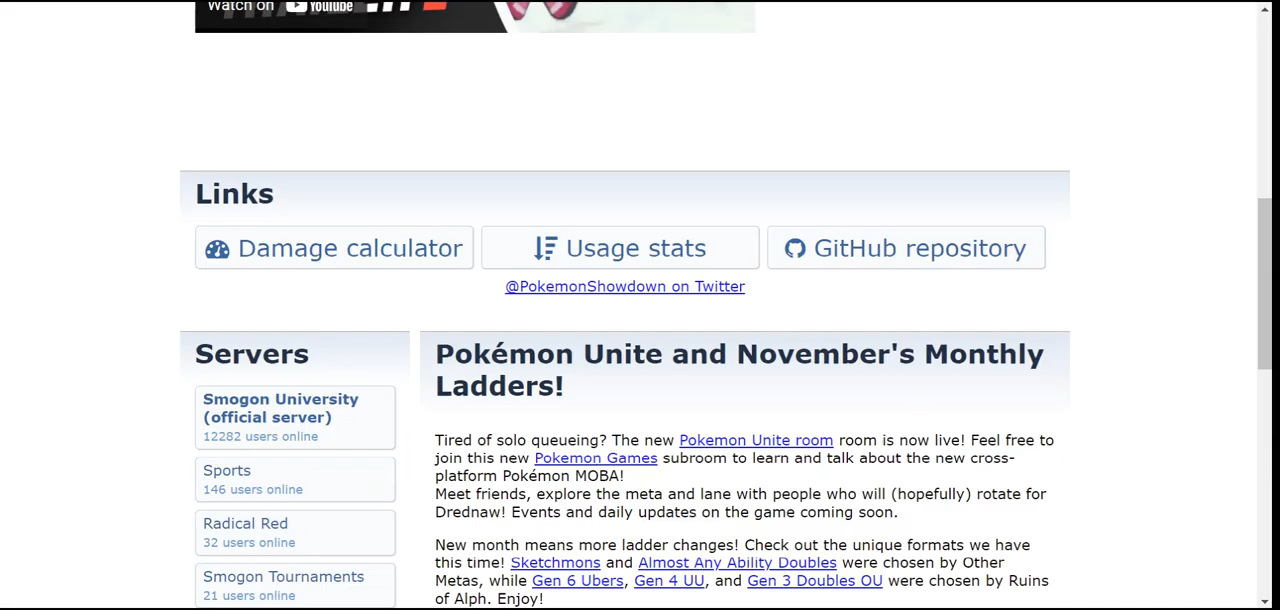 Watch on YouTube
Links
Damage calculator
Usage stats
GitHub repository
@PokemonShowdown on Twitter
Servers
Smogon University
(official server)
12282 users online
Sports
146 users online
Radical Red
32 users online
Smogon Tournaments
21 users online
Pokémon Unite and November's Monthly
Ladders!
Tired of solo queueing? The new Pokemon Unite room room is now live! Feel free to
join this new Pokemon Games subroom to learn and talk about the new cross-
platform Pokémon MOBA!
Meet friends, explore the meta and lane with people who will (hopefully) rotate for
Drednaw! Events and daily updates on the game coming soon.
New month means more ladder changes! Check out the unique formats we have
this time! Sketchmons and Almost Any Ability Doubles were chosen by Other
Metas, while Gen 6 Ubers, Gen 4 UU, and Gen 3 Doubles OU were chosen by Ruins
of Alph. Enjoy!